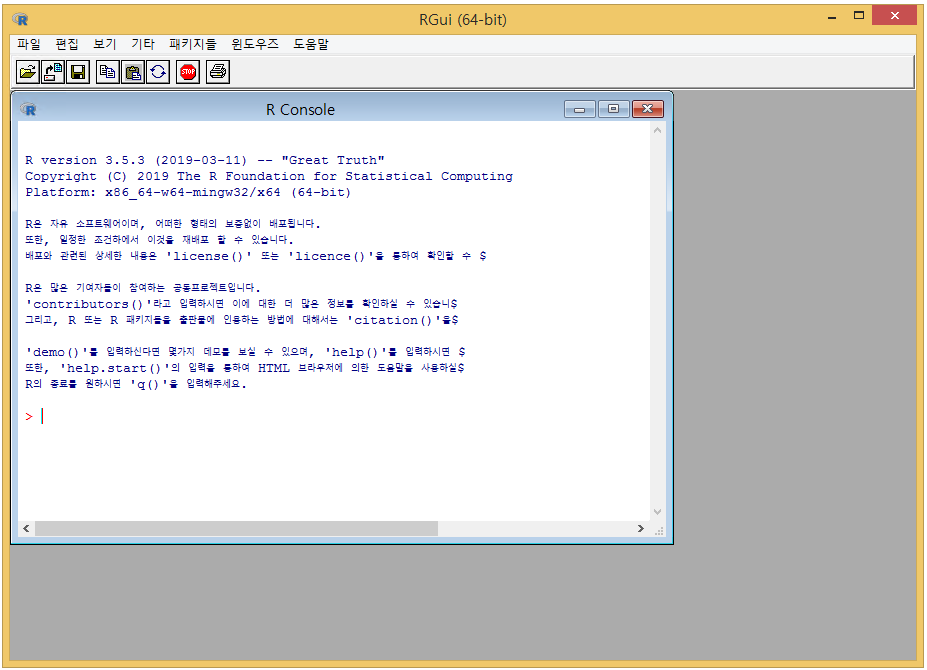 RGui (64-bit)
파일 편집 보기 기타 패키지들 윈도우즈 도움말
STOP
R Console
R version 3.5.3 (2019-03-11) -- "Great Truth"
Copyright (C) 2019 The R Foundation for Statistical Computing
Platform: x86_64-w64-mingw32/x64 (64-bit)
R은 자유 소프트웨어이며, 어떠한 형태의 보증없이 배포됩니다.
또한, 일정한 조건하에서 이것을 재배포 할 수 있습니다.
배포와 관련된 상세한 내용은 'license()' 또는 'licence()'을 통하여 확인할 수 $
R은 많은 기여자들이 참여하는 공동프로젝트입니다.
'contributors()'라고 입력하시면 이에 대한 더 많은 정보를 확인하실 수 있습니$
그리고, R 또는 R 패키지들을 출판물에 인용하는 방법에 대해서는 'citation()'을$
'demo()'를 입력하신다면 몇가지 데모를 보실 수 있으며, 'help()'를 입력하시면 $
또한, 'help.start()'의 입력을 통하여 HTML 브라우저에 의한 도움말을 사용하실$
R의 종료를 원하시면 'q()'을 입력해주세요.
>